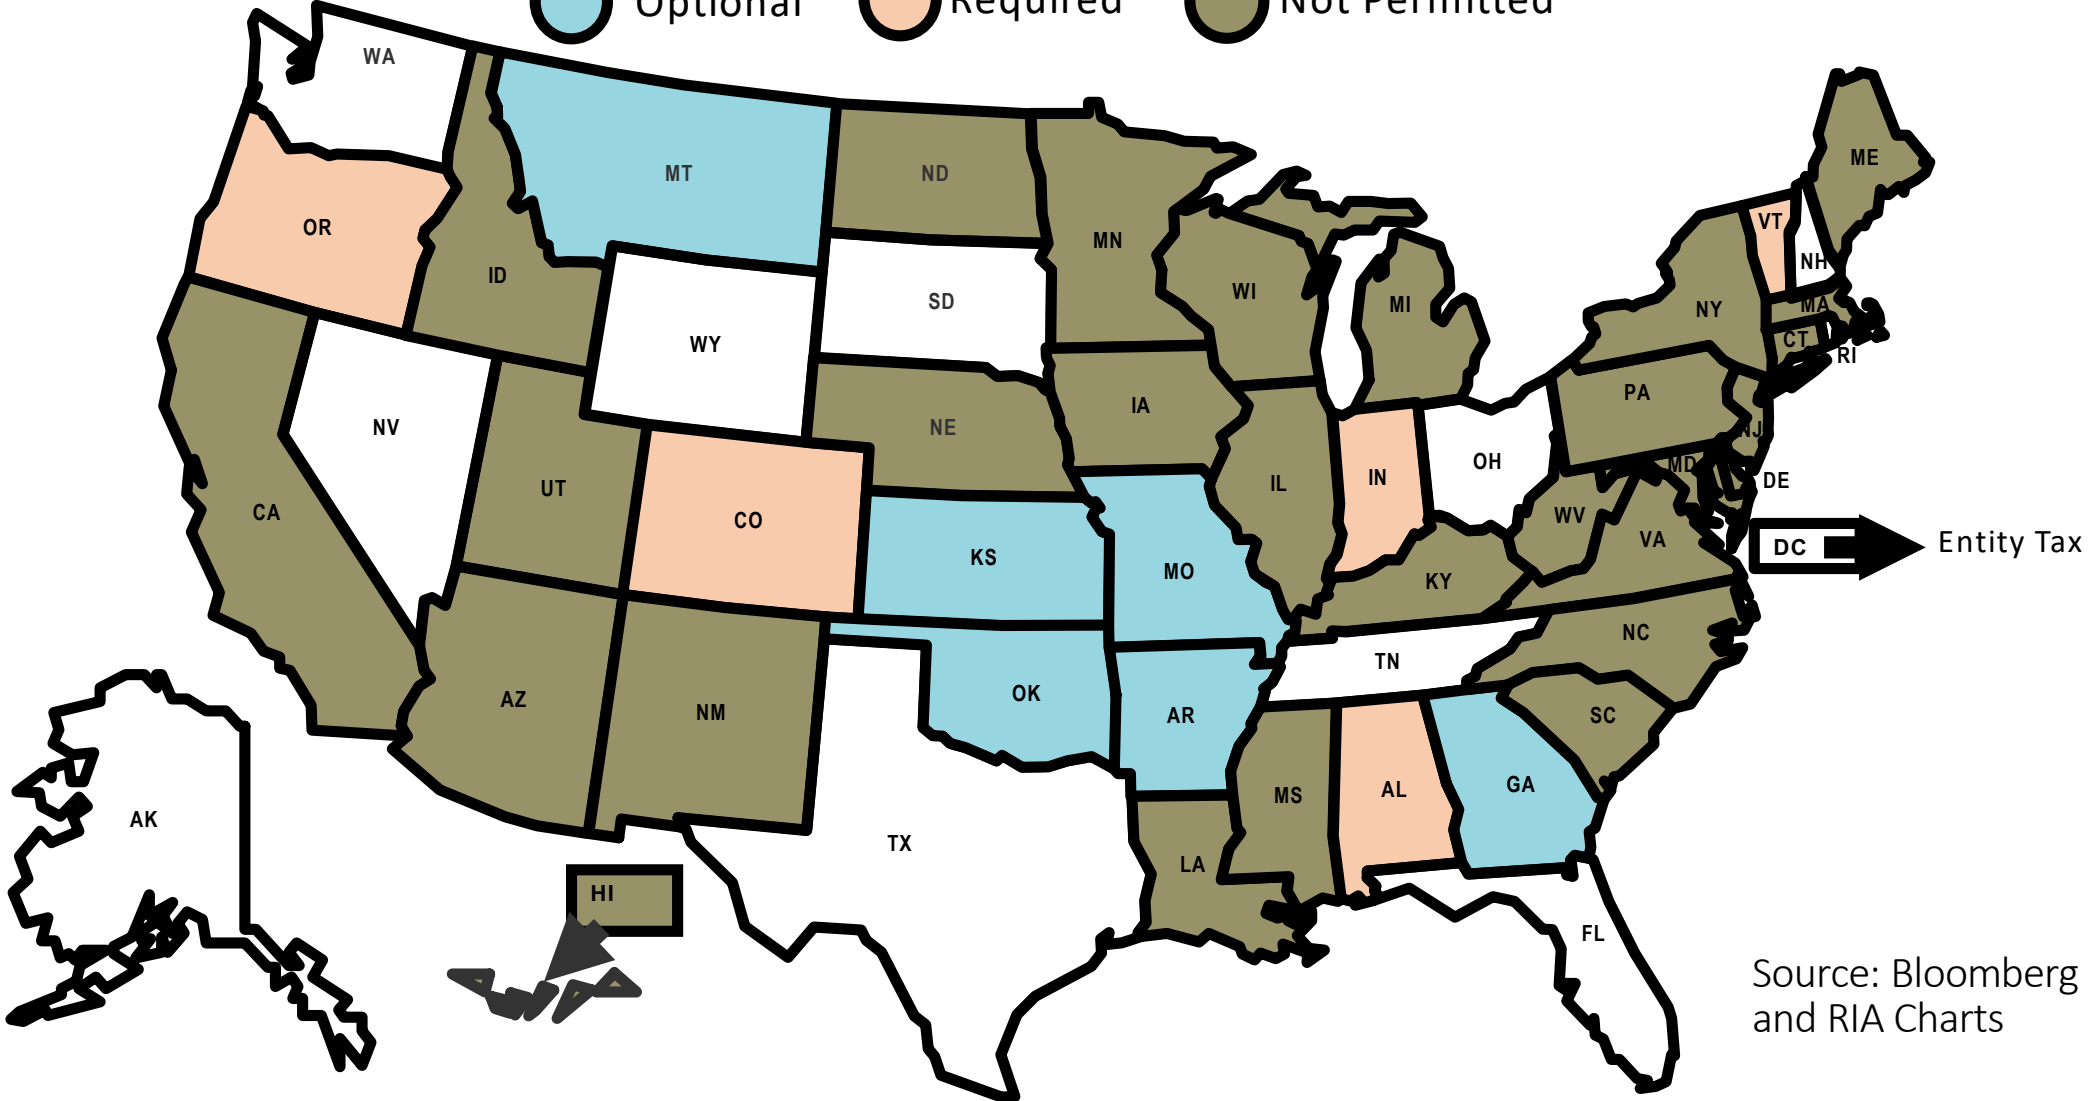 Optional Required Not Permitted
WA
ME
MT
ND
VT
OR
MN
NH
ID
WI
SD
MI
MA
NY
CT
WY
RI
PA
IA
NV
NE
NJ
OH
MD
IN
DE
UT
IL
CA
CO
WV
VA
DC
Entity Tax
KS
MO
KY
NC
TN
OK
AZ
NM
AR
SC
GA
AL
MS
AK
TX
LA
HI
FL
Source: Bloomberg
and RIA Charts